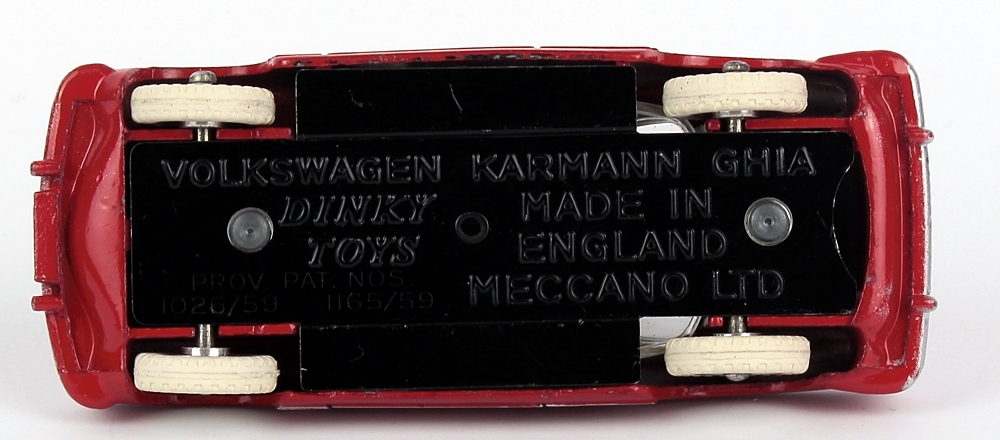 VOLKSWAGEN KARMANN GHIA
DINKY TOYS
MADE IN ENGLAND
MECCANO LTD
PROV. PAT. NOS.
1026/59 1165/59